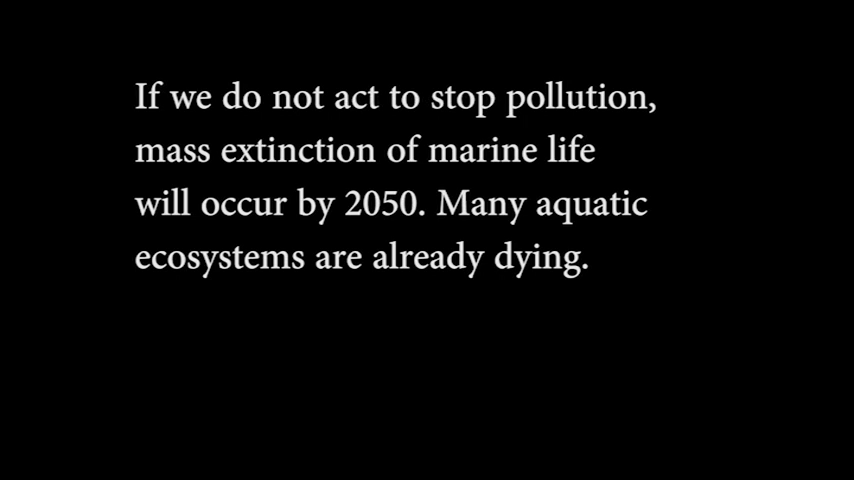 If we do not act to stop pollution,
mass extinction of marine life
will occur by 2050. Many aquatic
ecosystems are already dying.